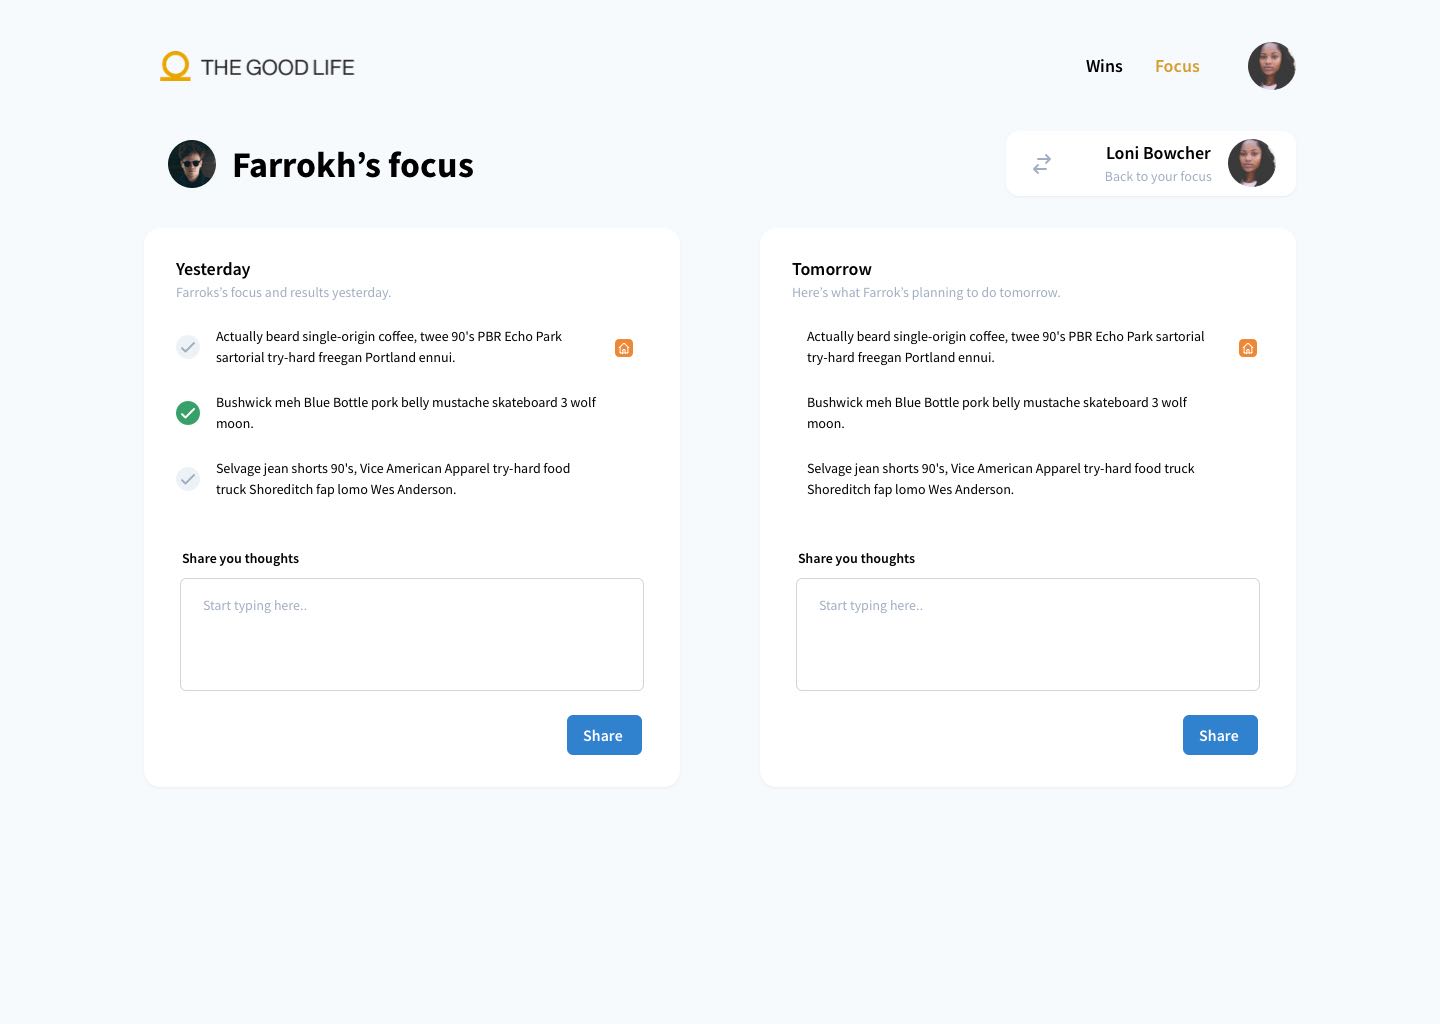 THE GOOD LIFE
Wins
Focus
Farrokh’s focus
Loni Bowcher
Back to your focus
Yesterday
Farroks’s focus and results yesterday.
Actually beard single-origin coffee, twee 90's PBR Echo Park
sartorial try-hard freegan Portland ennui.
Bushwick meh Blue Bottle pork belly mustache skateboard 3 wolf
moon.
Selvage jean shorts 90's, Vice American Apparel try-hard food
truck Shoreditch fap lomo Wes Anderson.
Share you thoughts
Start typing here..
Share
Tomorrow
Here’s what Farrok’s planning to do tomorrow.
Actually beard single-origin coffee, twee 90's PBR Echo Park sartorial
try-hard freegan Portland ennui.
Bushwick meh Blue Bottle pork belly mustache skateboard 3 wolf
moon.
Selvage jean shorts 90's, Vice American Apparel try-hard food truck
Shoreditch fap lomo Wes Anderson.
Share you thoughts
Start typing here..
Share